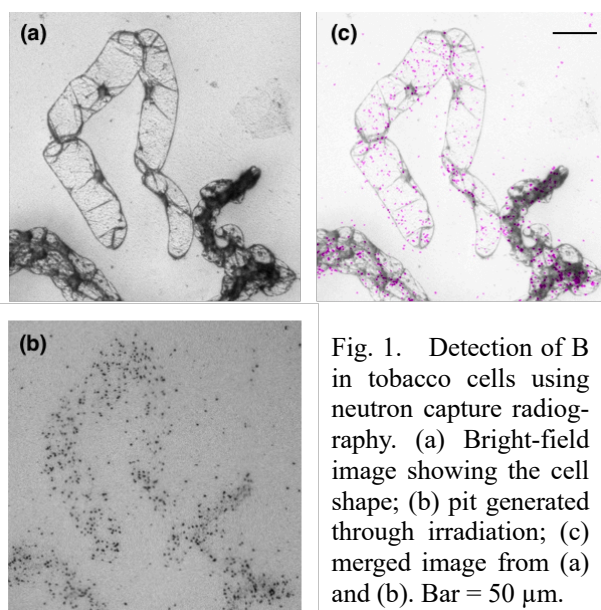 (a)
(c)
(b)
Fig. 1. Detection of B
in tobacco cells using
neutron capture radiog-
raphy. (a) Bright-field
image showing the cell
shape; (b) pit generated
through irradiation; (c)
merged image from (a)
and (b). Bar = 50 µm.